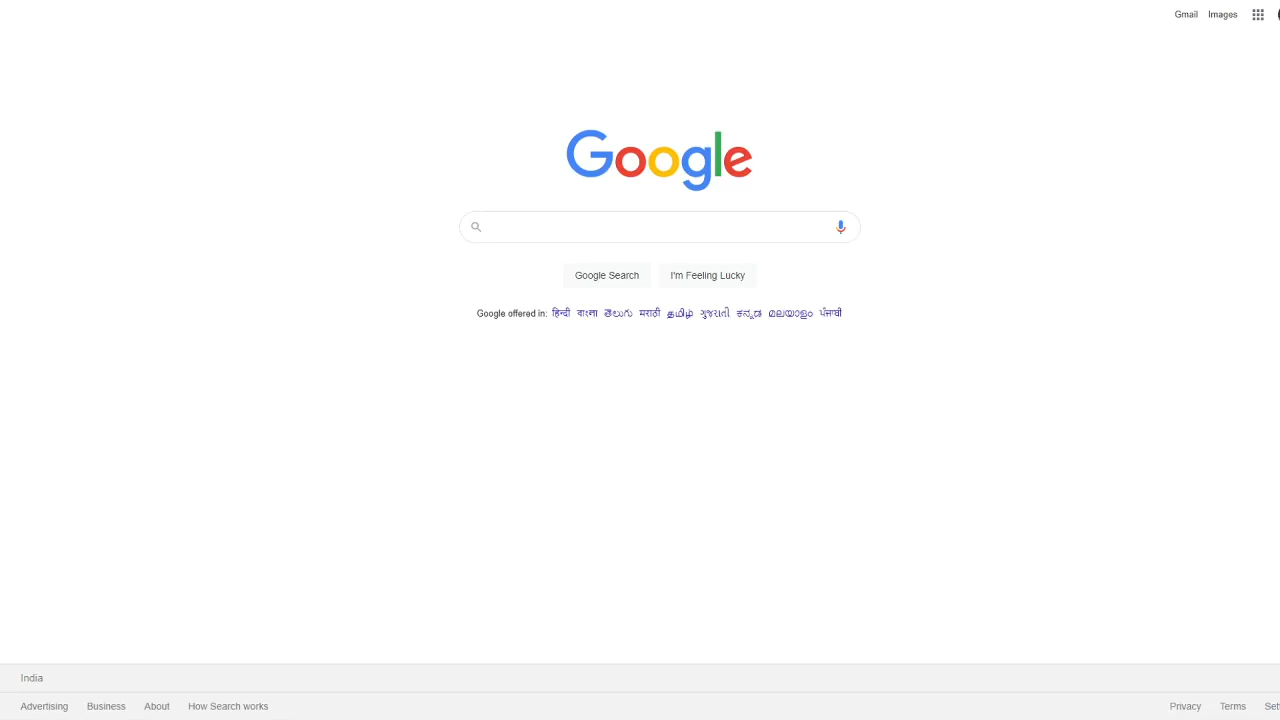 Gmail Images
Google
Google Search I'm Feeling Lucky
Google offered in: हिन्दी বাংলা తెలుగు मराठी தமிழ் ગુજરાતી ಕನ್ನಡ മലയാളം ਪੰਜਾਬੀ
India
Advertising Business About How Search works Privacy Terms